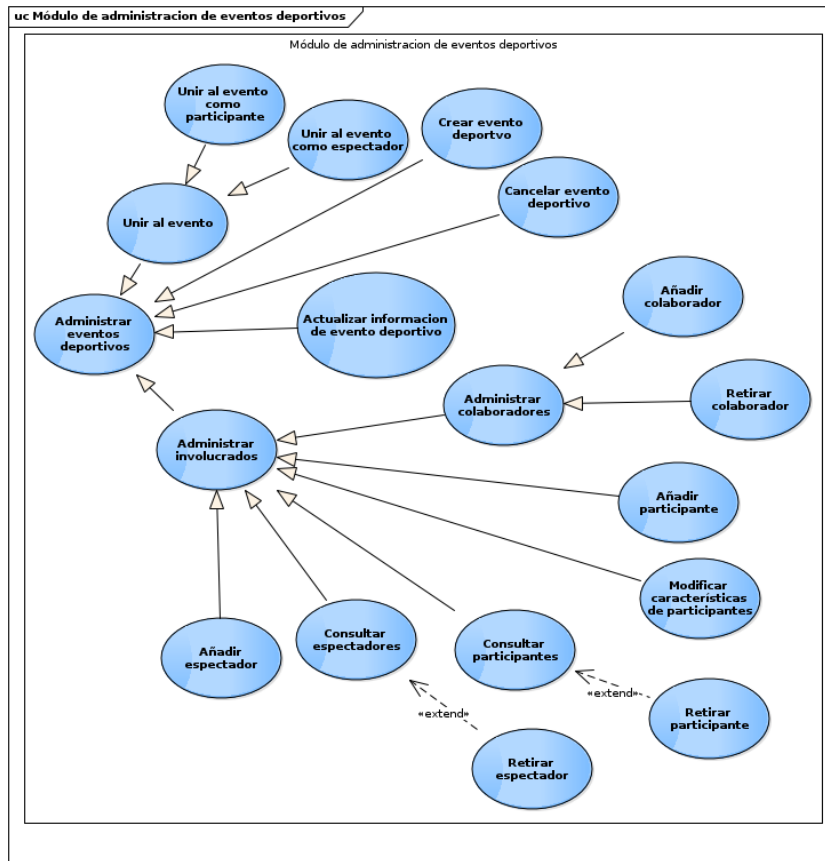 uc Módulo de administracion de eventos deportivos
Módulo de administracion de eventos deportivos
Unir al evento
como
participante
Unir al evento
como espectador
Crear evento
deportvo
Cancelar evento
deportivo
Unir al evento
Añadir
colaborador
Actualizar informacion
de evento deportivo
Administrar
eventos
deportivos
Administrar
colaboradores
Retirar
colaborador
Administrar
involucrados
Añadir
participante
Modificar
características
de participantes
Añadir
espectador
Consultar
espectadores
Consultar
participantes
«extend»
«extend»
Retirar
participante
Retirar
espectador